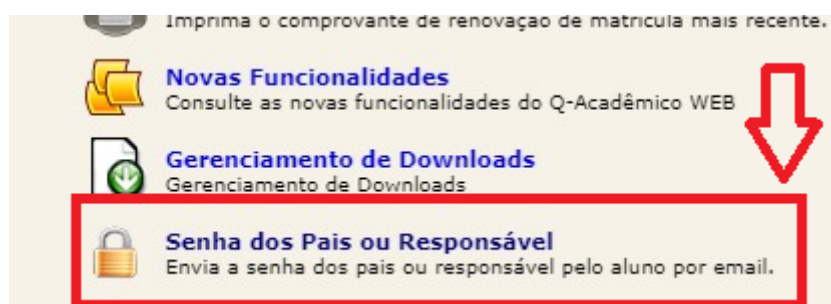 Imprima o comprovante de renovação de matrícula mais recente.
Novas Funcionalidades
Consulte as novas funcionalidades do Q-Acadêmico WEB
Gerenciamento de Downloads
Gerenciamento de Downloads
Senha dos Pais ou Responsável
Envia a senha dos pais ou responsável pelo aluno por email.